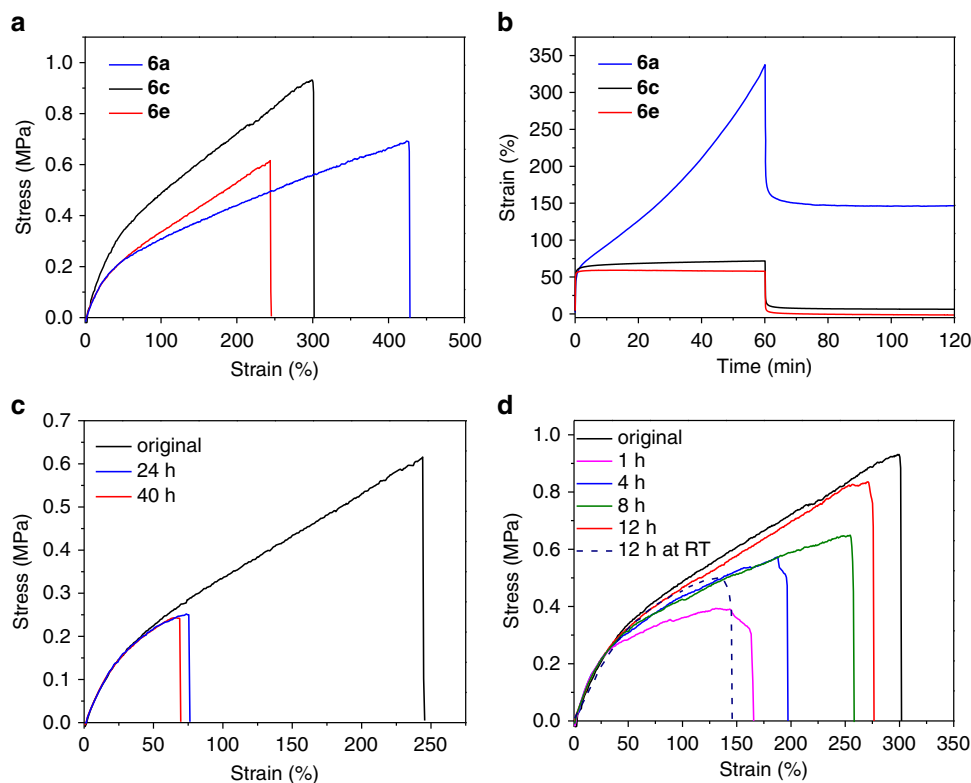 a
1.0
0.8
0.6
0.4
0.2
0.0
Stress (MPa)
6a
6c
6e
0 100 200 300 400 500
Strain (%)
b
350
300
250
200
150
100
50
0
Strain (%)
6a
6c
6e
0 20 40 60 80 100 120
Time (min)
c
0.7
0.6
0.5
0.4
0.3
0.2
0.1
0.0
Stress (MPa)
original
24 h
40 h
0 50 100 150 200 250
Strain (%)
d
1.0
0.8
0.6
0.4
0.2
0.0
Stress (MPa)
original
1 h
4 h
8 h
12 h
12 h at RT
0 50 100 150 200 250 300 350
Strain (%)